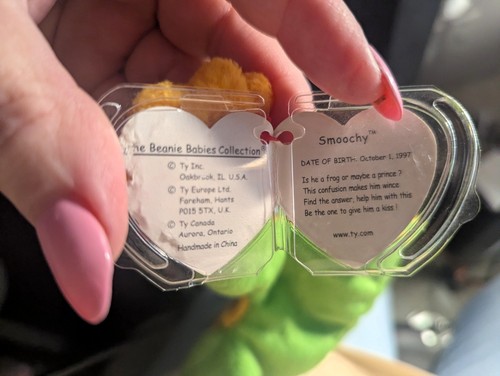 The Beanie Babies Collection
© Ty Inc.
Oakbrook, IL. U.S.A.
© Ty Europe Ltd.
Fareham, Hants
PO15 5TX, U.K.
© Ty Canada
Aurora, Ontario
Handmade in China
Smoochy™
DATE OF BIRTH: October 1, 1997
Is he a frog or maybe a prince?
This confusion makes him wince
Find the answer, help him with this
Be the one to give him a kiss!
www.ty.com